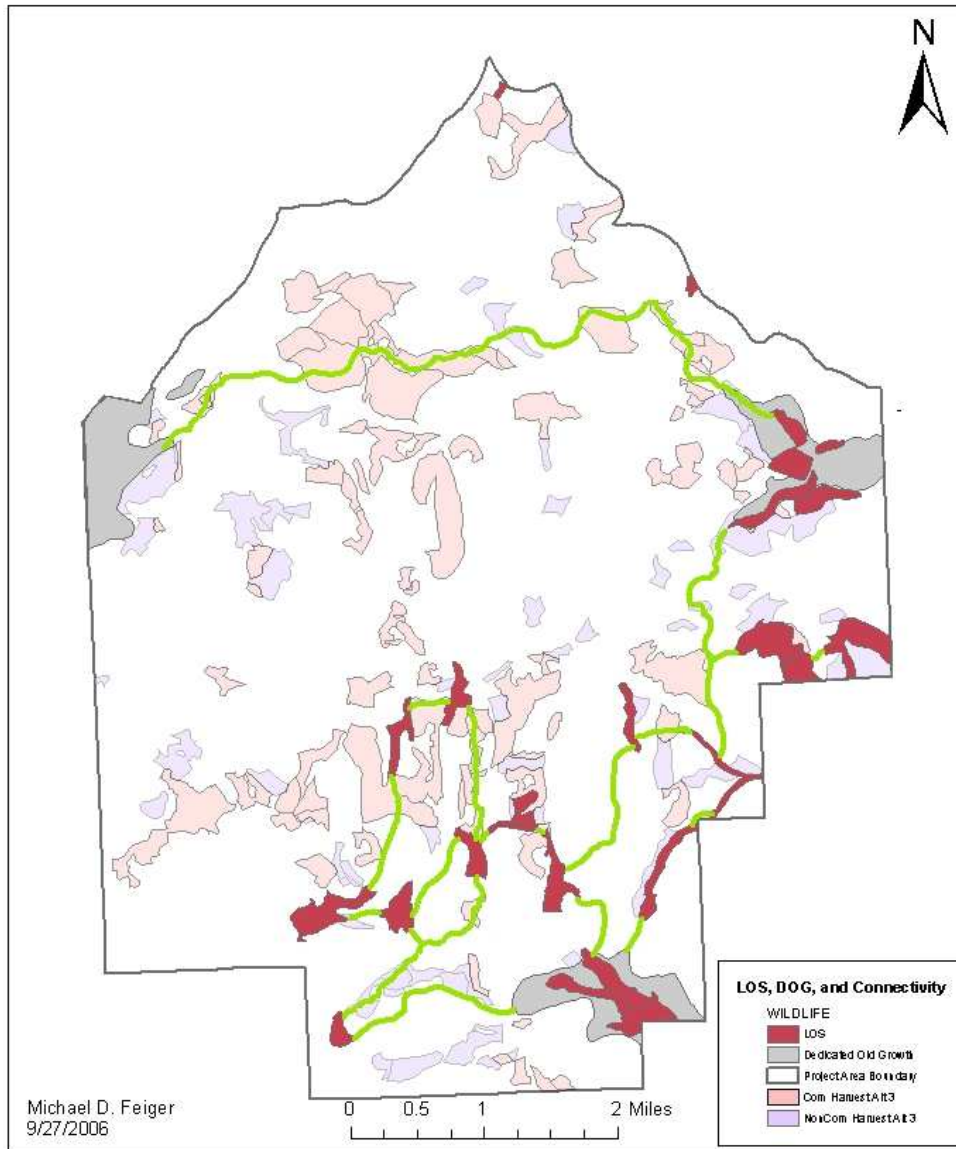 N
LOS, DOG, and Connectivity
WILDLIFE
LOS
Dedicated Old Growth
Project Area Boundary
Com Harvest Alt 3
NonCom Harvest Alt 3
Michael D. Feiger
9/27/2006
0 0.5 1 2 Miles